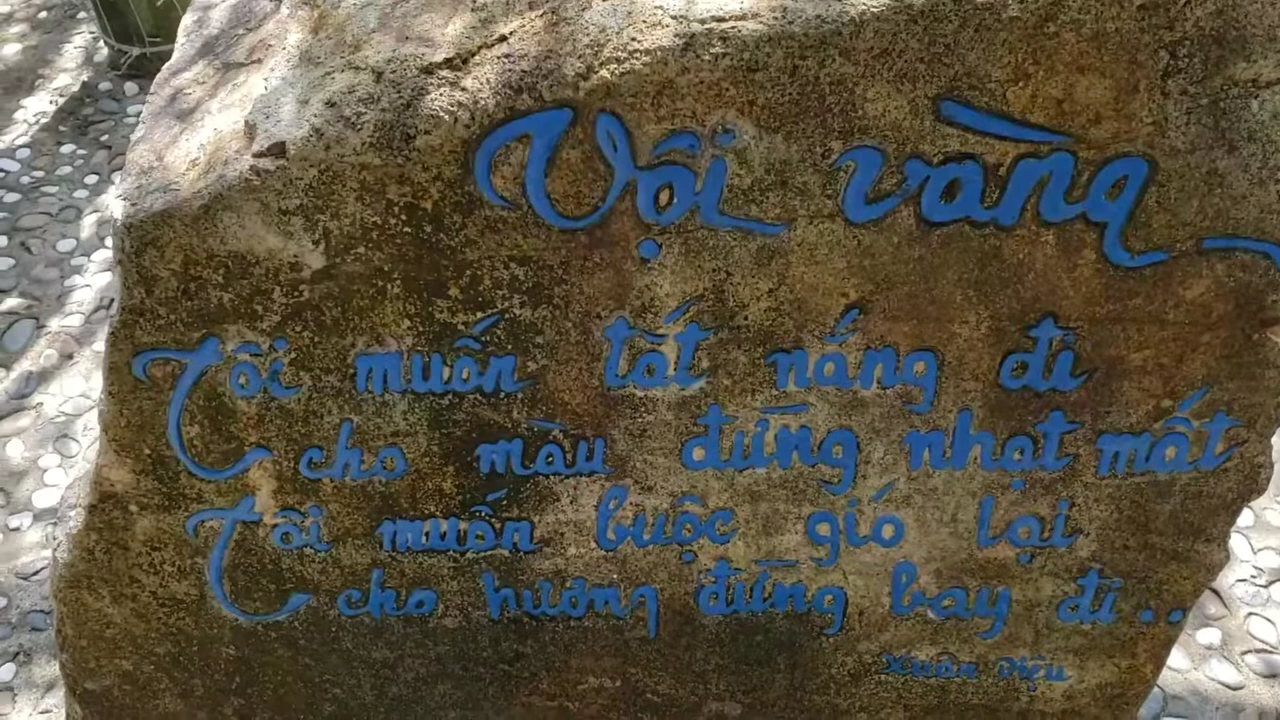 Vội vàng
Tôi muốn tắt nắng đi
cho màu đừng nhạt mất
Tôi muốn buộc gió lại
cho hương đừng bay đi..
Xuân Diệu